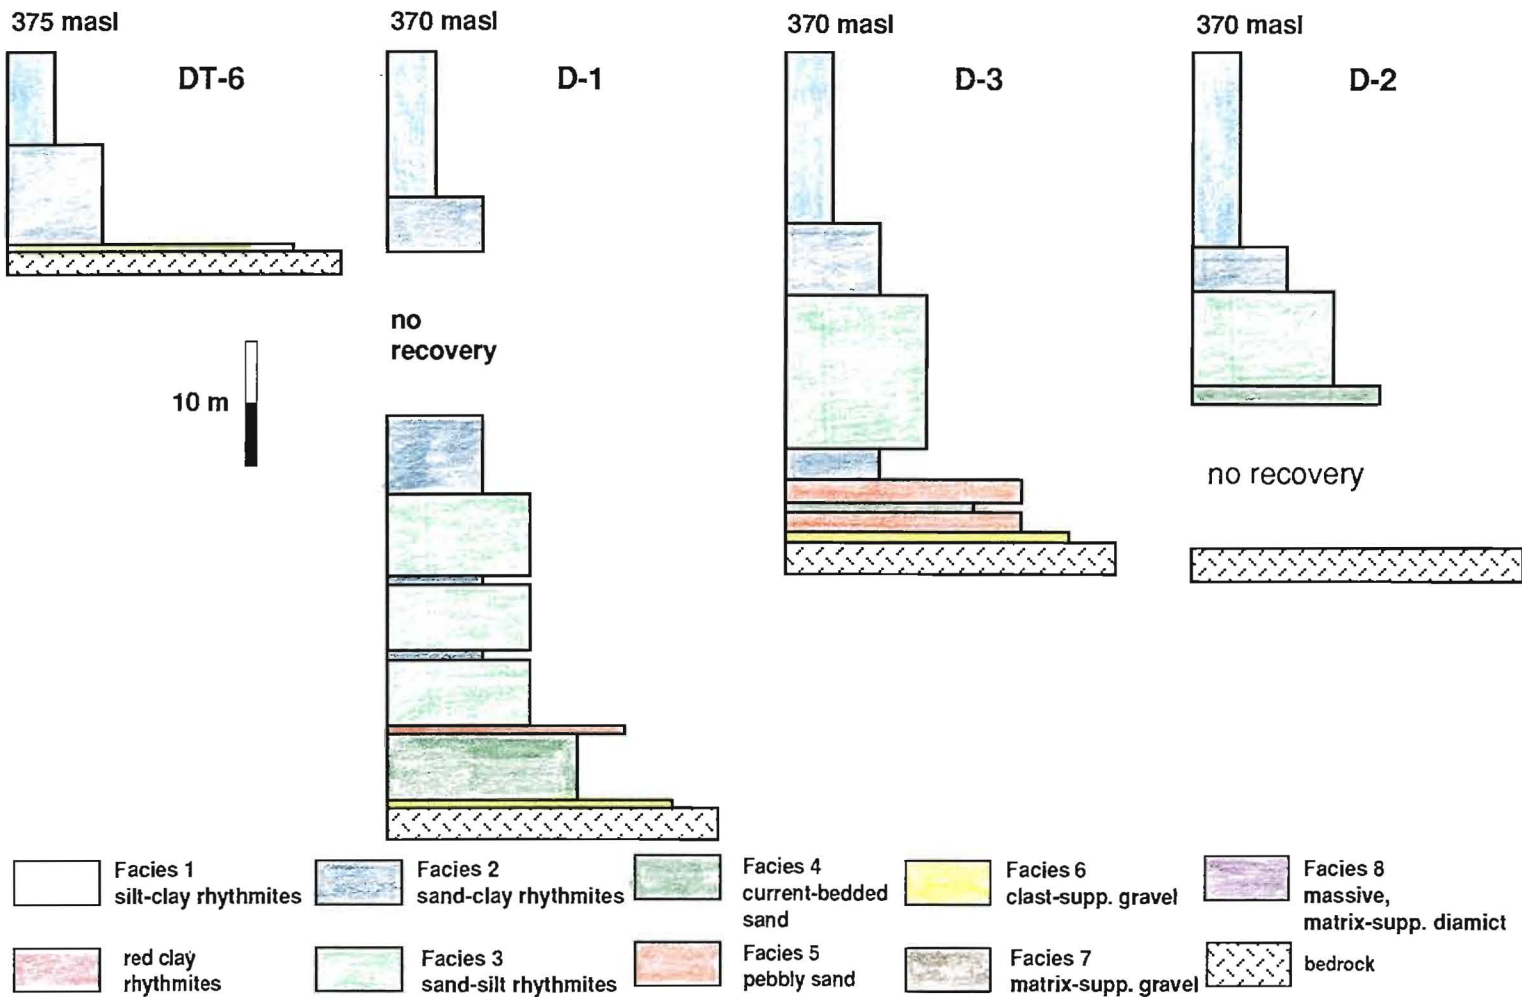 375 masl
370 masl
370 masl
370 masl
DT-6
D-1
D-3
D-2
no
recovery
10 m
no recovery
Facies 1
silt-clay rhythmites
Facies 2
sand-clay rhythmites
Facies 4
current-bedded
sand
Facies 6
clast-supp. gravel
Facies 8
massive,
matrix-supp. diamict
red clay
rhythmites
Facies 3
sand-silt rhythmites
Facies 5
pebbly sand
Facies 7
matrix-supp. gravel
bedrock